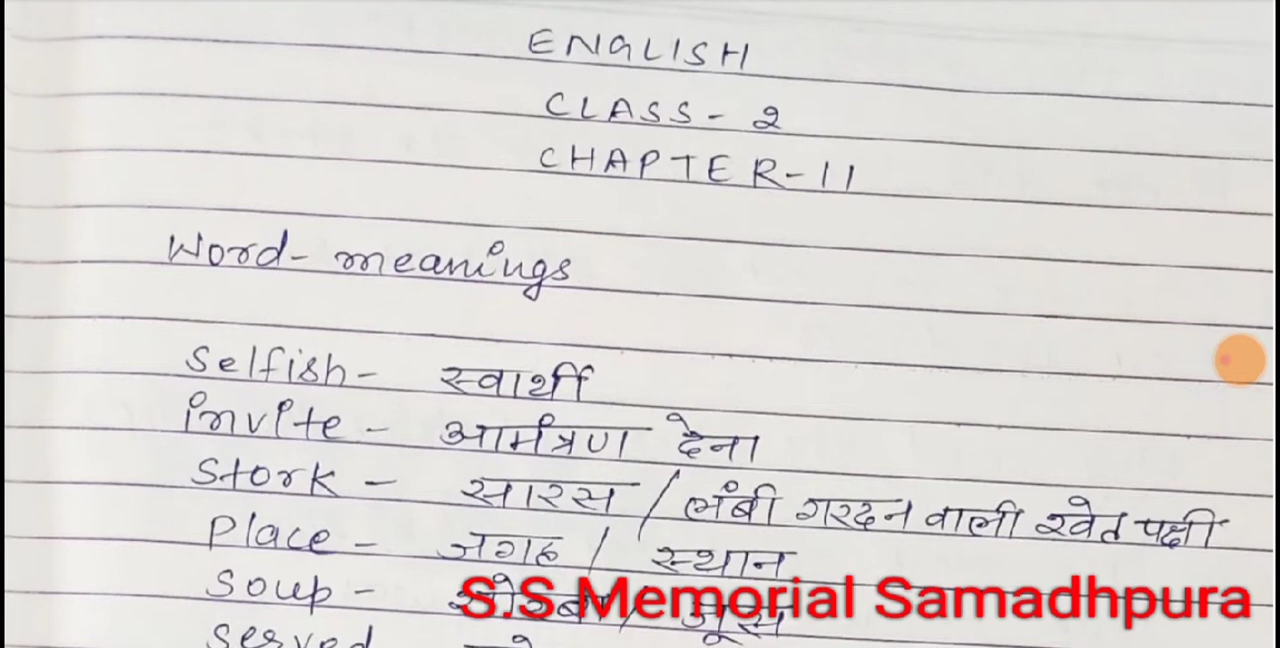 ENGLISH
CLASS - 2
CHAPTER - 11
Word - meanings
Selfish - स्वार्थी
invite - आमंत्रण देना
Stork - सारस / लंबी गरदन वाली श्वेत पक्षी
Place - जगह / स्थान
Soup - / जूस
S.S Memorial Samadhpura
served